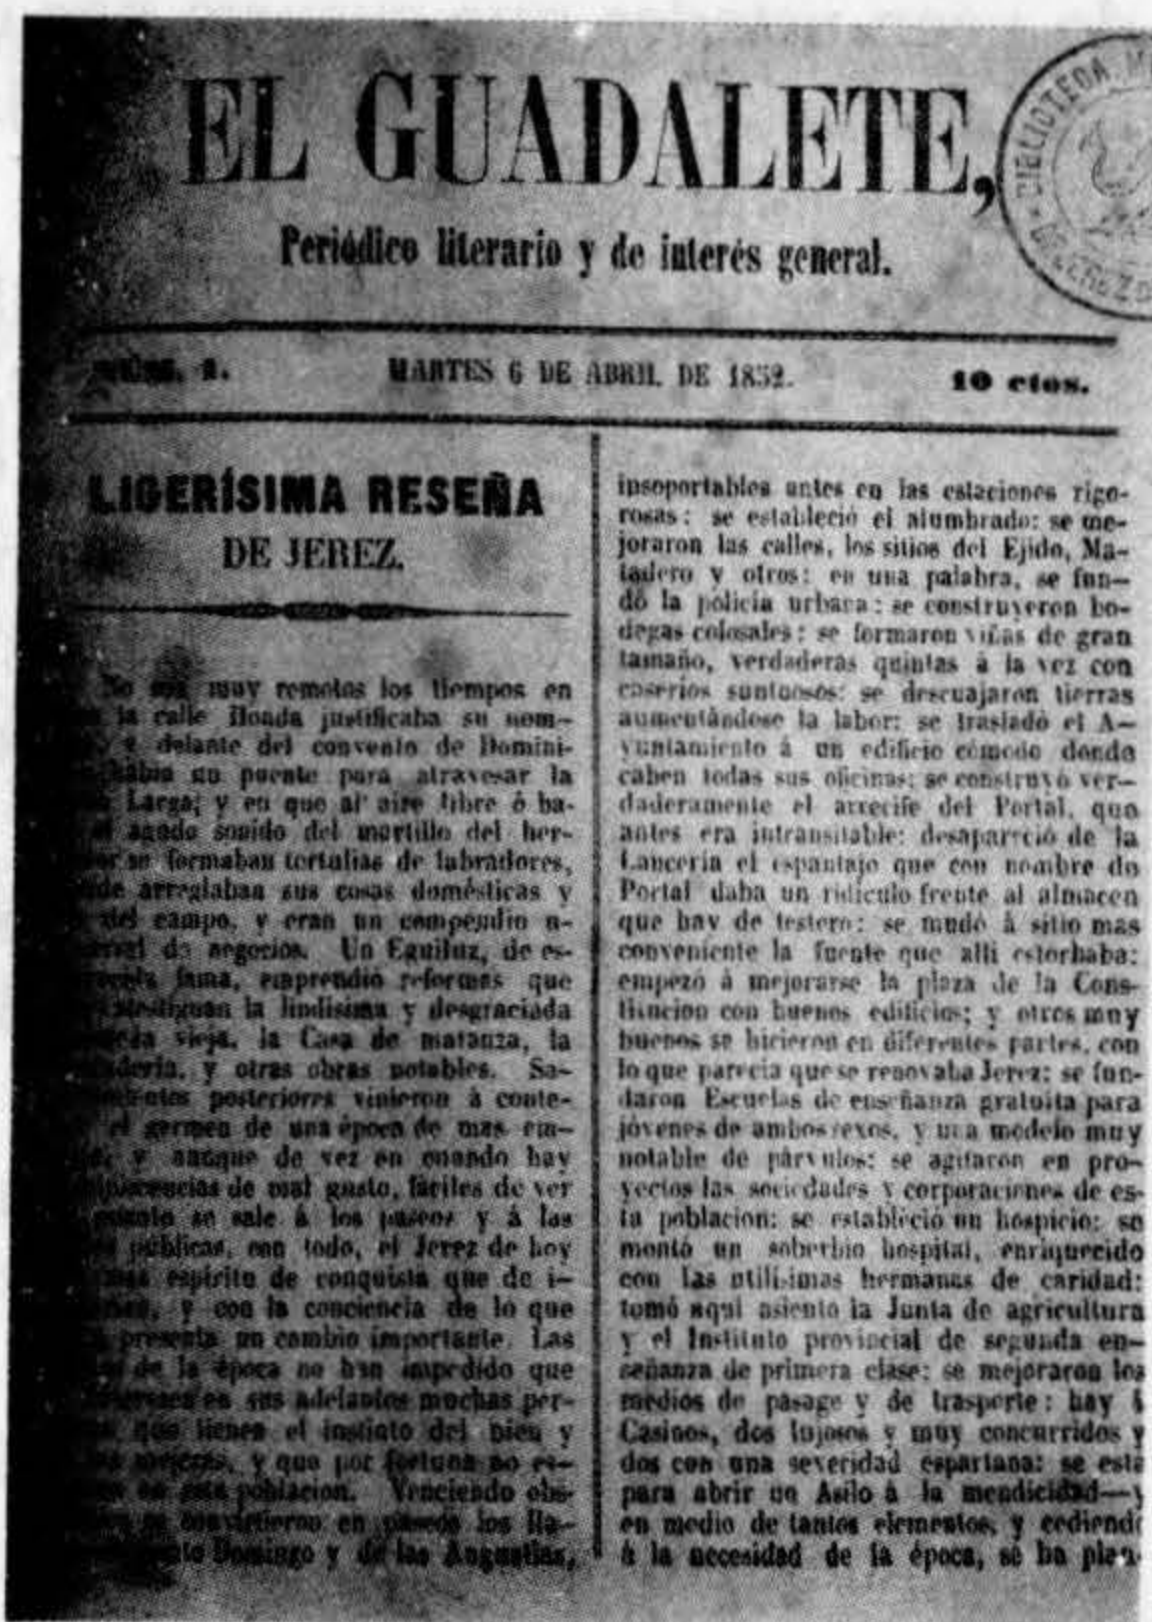 EL GUADALETE,
BIBLIOTECA
DE JEREZ
Periódico literario y de interés general.
NÚM. 1.
MARTES 6 DE ABRIL DE 1852.
10 ctos.
LIGERÍSIMA RESEÑA
DE JEREZ.
No son muy remotos los tiempos en
la calle Honda justificaba su nom-
delante del convento de Domini-
habia un puente para atravesar la
Larga; y en que al aire libre ó ba-
agudo sonido del martillo del her-
se formaban tertulias de labradores,
arreglaban sus cosas domésticas y
del campo, y eran un compendio u-
de negocios. Un Eguiluz, de es-
fama, emprendió reformas que
la lindísima y desgraciada
vieja, la Casa de matanza, la
y otras obras notables. Sa-
posteriores vinieron à conte-
el germen de una época de mas em-
y aunque de vez en cuando hay
de mal gusto, fáciles de ver
se sale á los paseos y á las
públicas, con todo, el Jerez de hoy
mas espíritu de conquista que de i-
y con la conciencia de lo que
presenta un cambio importante. Las
de la época no han impedido que
en sus adelantos muchas per-
que tienen el instinto del bien y
mejoras, y que por fortuna no es-
en esta poblacion. Venciendo obs-
se convirtieron en paseos los lla-
Domingo y de las Angustias,
insoportables antes en las estaciones rigo-
rosas: se estableció el alumbrado: se me-
joraron las calles, los sitios del Ejido, Ma-
tadero y otros: en una palabra, se fun-
dó la policía urbana: se construyeron bo-
degas colosales: se formaron viñas de gran
tamaño, verdaderas quintas à la vez con
caserios suntuosos: se descuajaron tierras
aumentándose la labor: se trasladó el A-
yuntamiento á un edificio cómodo donde
caben todas sus oficinas: se construyó ver-
daderamente el arrecife del Portal, que
antes era intransitable: desapareció de la
Lancería el espantajo que con nombre de
Portal daba un ridículo frente al almacen
que hay de testero: se mudó à sitio mas
conveniente la fuente que alli estorbaba:
empezó á mejorarse la plaza de la Cons-
titucion con buenos edificios; y otros muy
buenos se hicieron en diferentes partes, con
lo que parecia que se renovaba Jerez: se fun-
daron Escuelas de enseñanza gratuita para
jóvenes de ambos sexos, y una modelo muy
notable de párvulos: se agitaron en pro-
yectos las sociedades y corporaciones de es-
ta poblacion: se estableció un hospicio: se
montó un soberbio hospital, enriquecido
con las utilísimas hermanas de caridad:
tomó aqui asiento la Junta de agricultura
y el Instituto provincial de segunda en-
señanza de primera clase: se mejoraron los
medios de pasage y de trasporte: hay
Casinos, dos lujosos y muy concurridos y
dos con una severidad espartana: se está
para abrir un Asilo à la mendicidad—y
en medio de tantos elementos, y cediendo
à la necesidad de la época, se ha plan-